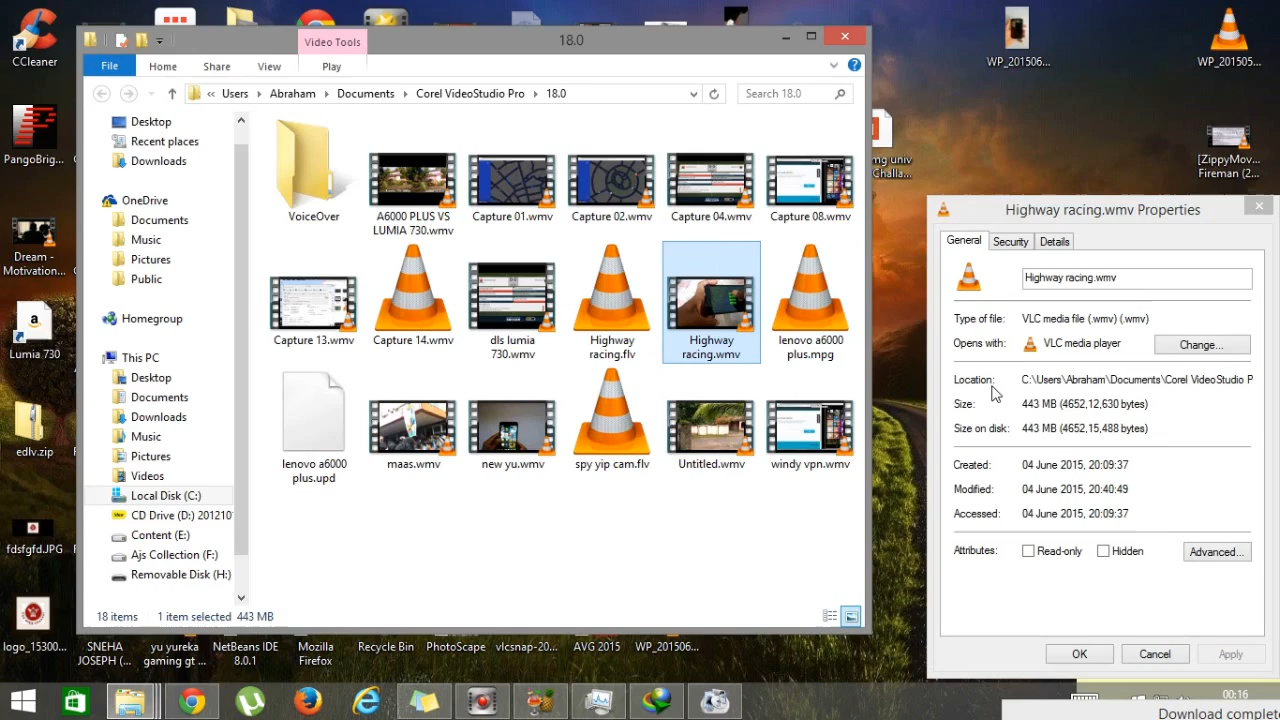 CCleaner
PangoBrig...
Dream -
Motivation...
a
Lumia 730
edlv.zip
fdsfgfd.JPG
logo_15300...
18.0
Video Tools
File
Home
Share
View
Play
Users
Abraham
Documents
Corel VideoStudio Pro
18.0
Search 18.0
Desktop
Recent places
Downloads
OneDrive
Documents
Music
Pictures
Public
Homegroup
This PC
Desktop
Documents
Downloads
Music
Pictures
Videos
Local Disk (C:)
CD Drive (D:) 201210
Content (E:)
Ajs Collection (F:)
Removable Disk (H:)
VoiceOver
A6000 PLUS VS
LUMIA 730.wmv
Capture 01.wmv
Capture 02.wmv
Capture 04.wmv
Capture 08.wmv
Capture 13.wmv
Capture 14.wmv
dls lumia
730.wmv
Highway
racing.flv
Highway
racing.wmv
lenovo a6000
plus.mpg
lenovo a6000
plus.upd
maas.wmv
new yu.wmv
spy yip cam.flv
Untitled.wmv
windy vpn.wmv
18 items
1 item selected 443 MB
SNEHA
JOSEPH (...
yu yureka
gaming gt ...
NetBeans IDE
8.0.1
Mozilla
Firefox
Recycle Bin
PhotoScape
vlcsnap-20...
AVG 2015
WP_201506...
WP_201506...
WP_201505...
mg univ
Challa...
[ZippyMov...
Fireman (2...
Highway racing.wmv Properties
General
Security
Details
Highway racing.wmv
Type of file: VLC media file (.wmv) (.wmv)
Opens with: VLC media player
Change...
Location: C:\Users\Abraham\Documents\Corel VideoStudio P
Size: 443 MB (4652,12,630 bytes)
Size on disk: 443 MB (4652,15,488 bytes)
Created: 04 June 2015, 20:09:37
Modified: 04 June 2015, 20:40:49
Accessed: 04 June 2015, 20:09:37
Attributes: Read-only Hidden
Advanced...
OK
Cancel
Apply
00:16
Download complete